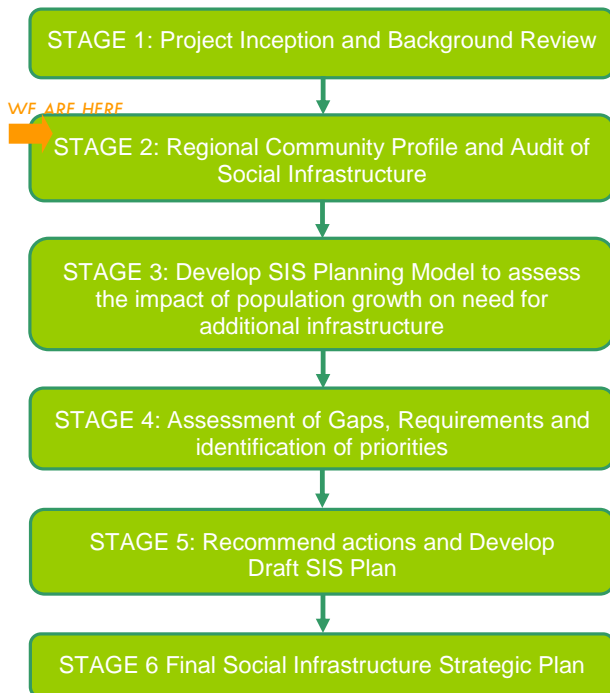 STAGE 1: Project Inception and Background Review
WE ARE HERE
STAGE 2: Regional Community Profile and Audit of
Social Infrastructure
STAGE 3: Develop SIS Planning Model to assess
the impact of population growth on need for
additional infrastructure
STAGE 4: Assessment of Gaps, Requirements and
identification of priorities
STAGE 5: Recommend actions and Develop
Draft SIS Plan
STAGE 6 Final Social Infrastructure Strategic Plan